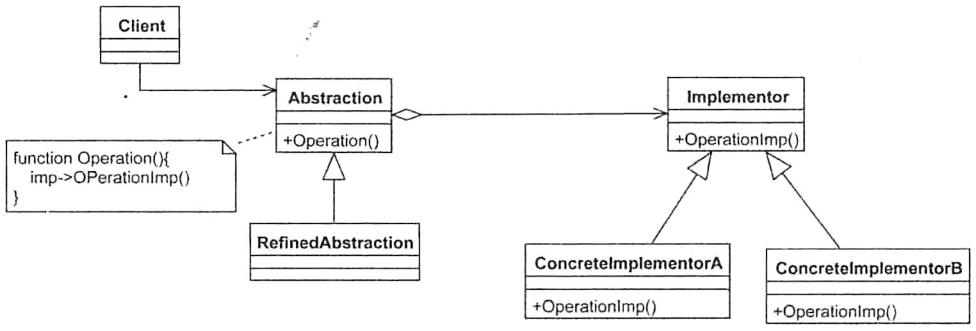 Client
Abstraction
+Operation()
Implementor
+OperationImp()
function Operation(){
imp->OPerationImp()
}
RefinedAbstraction
ConcreteImplementorA
+OperationImp()
ConcreteImplementorB
+OperationImp()